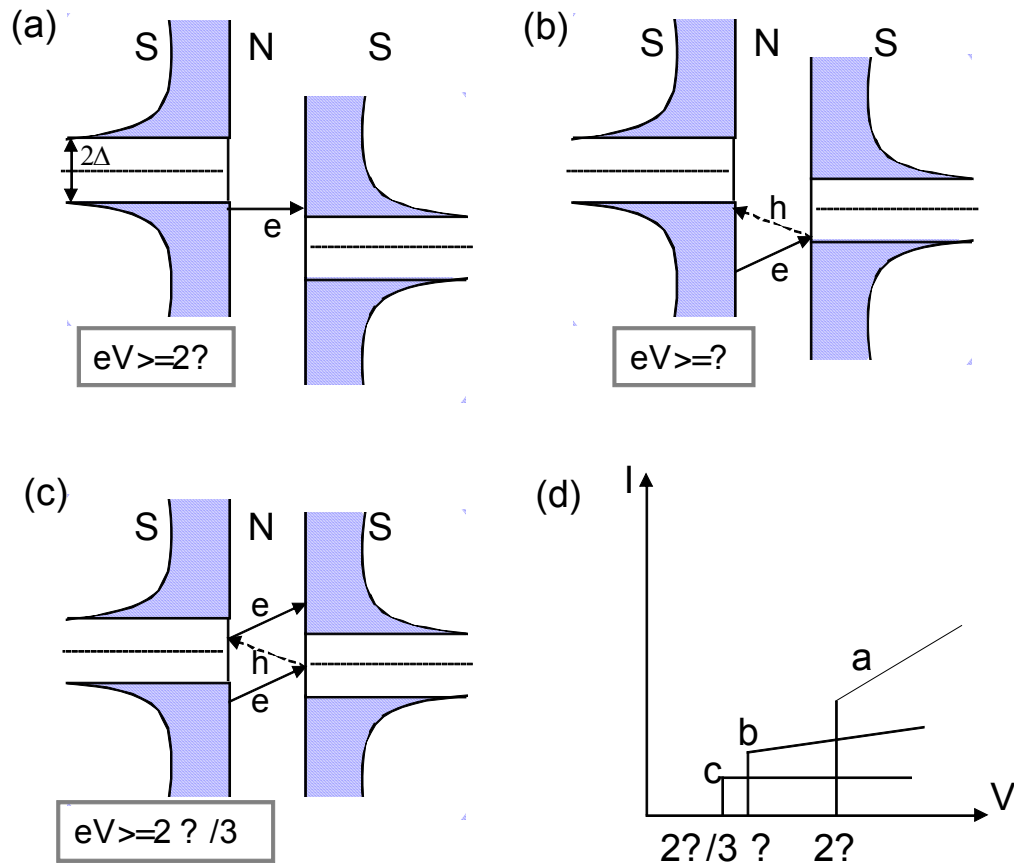 (a)
S N S
2Δ
e
eV>=2?
(b)
S N S
h
e
eV>=?
(c)
S N S
e
h
e
eV>=2 ? /3
(d)
I
a
b
c
V
2?/3 ? 2?